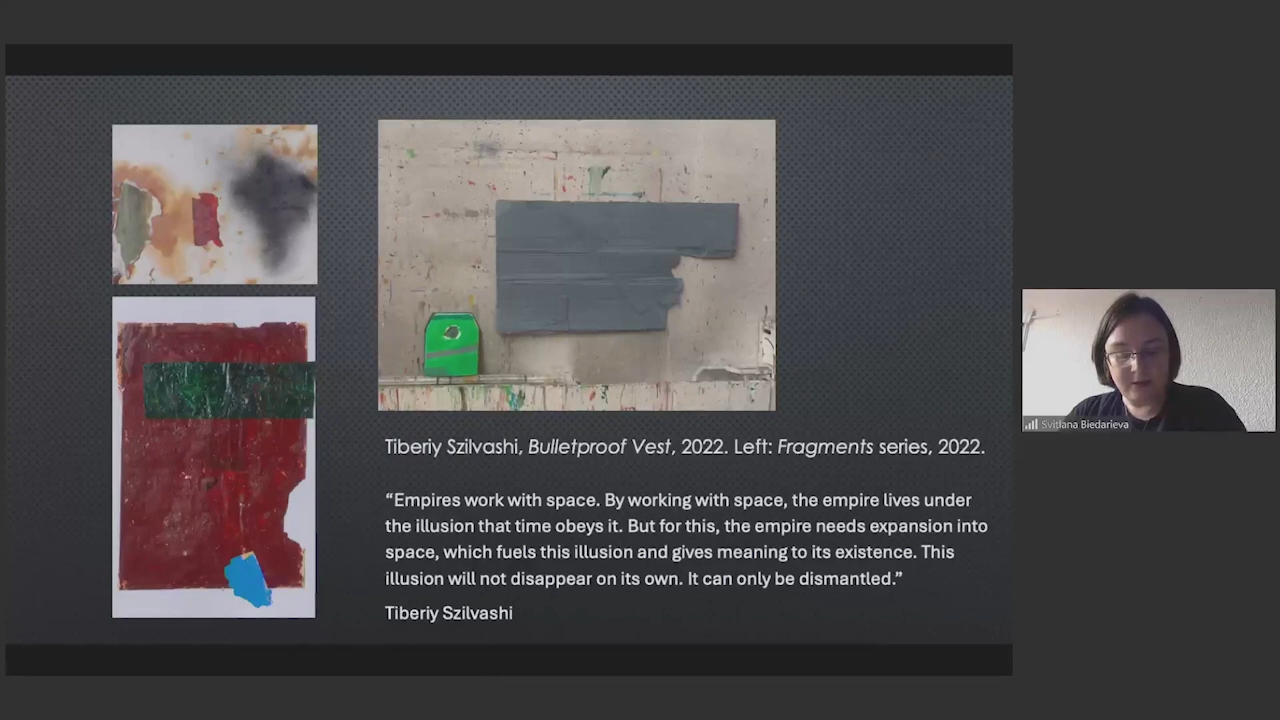 Tiberiy Szilvashi, Bulletproof Vest, 2022. Left: Fragments series, 2022.
“Empires work with space. By working with space, the empire lives under
the illusion that time obeys it. But for this, the empire needs expansion into
space, which fuels this illusion and gives meaning to its existence. This
illusion will not disappear on its own. It can only be dismantled.”
Tiberiy Szilvashi
Svitlana Biedarieva